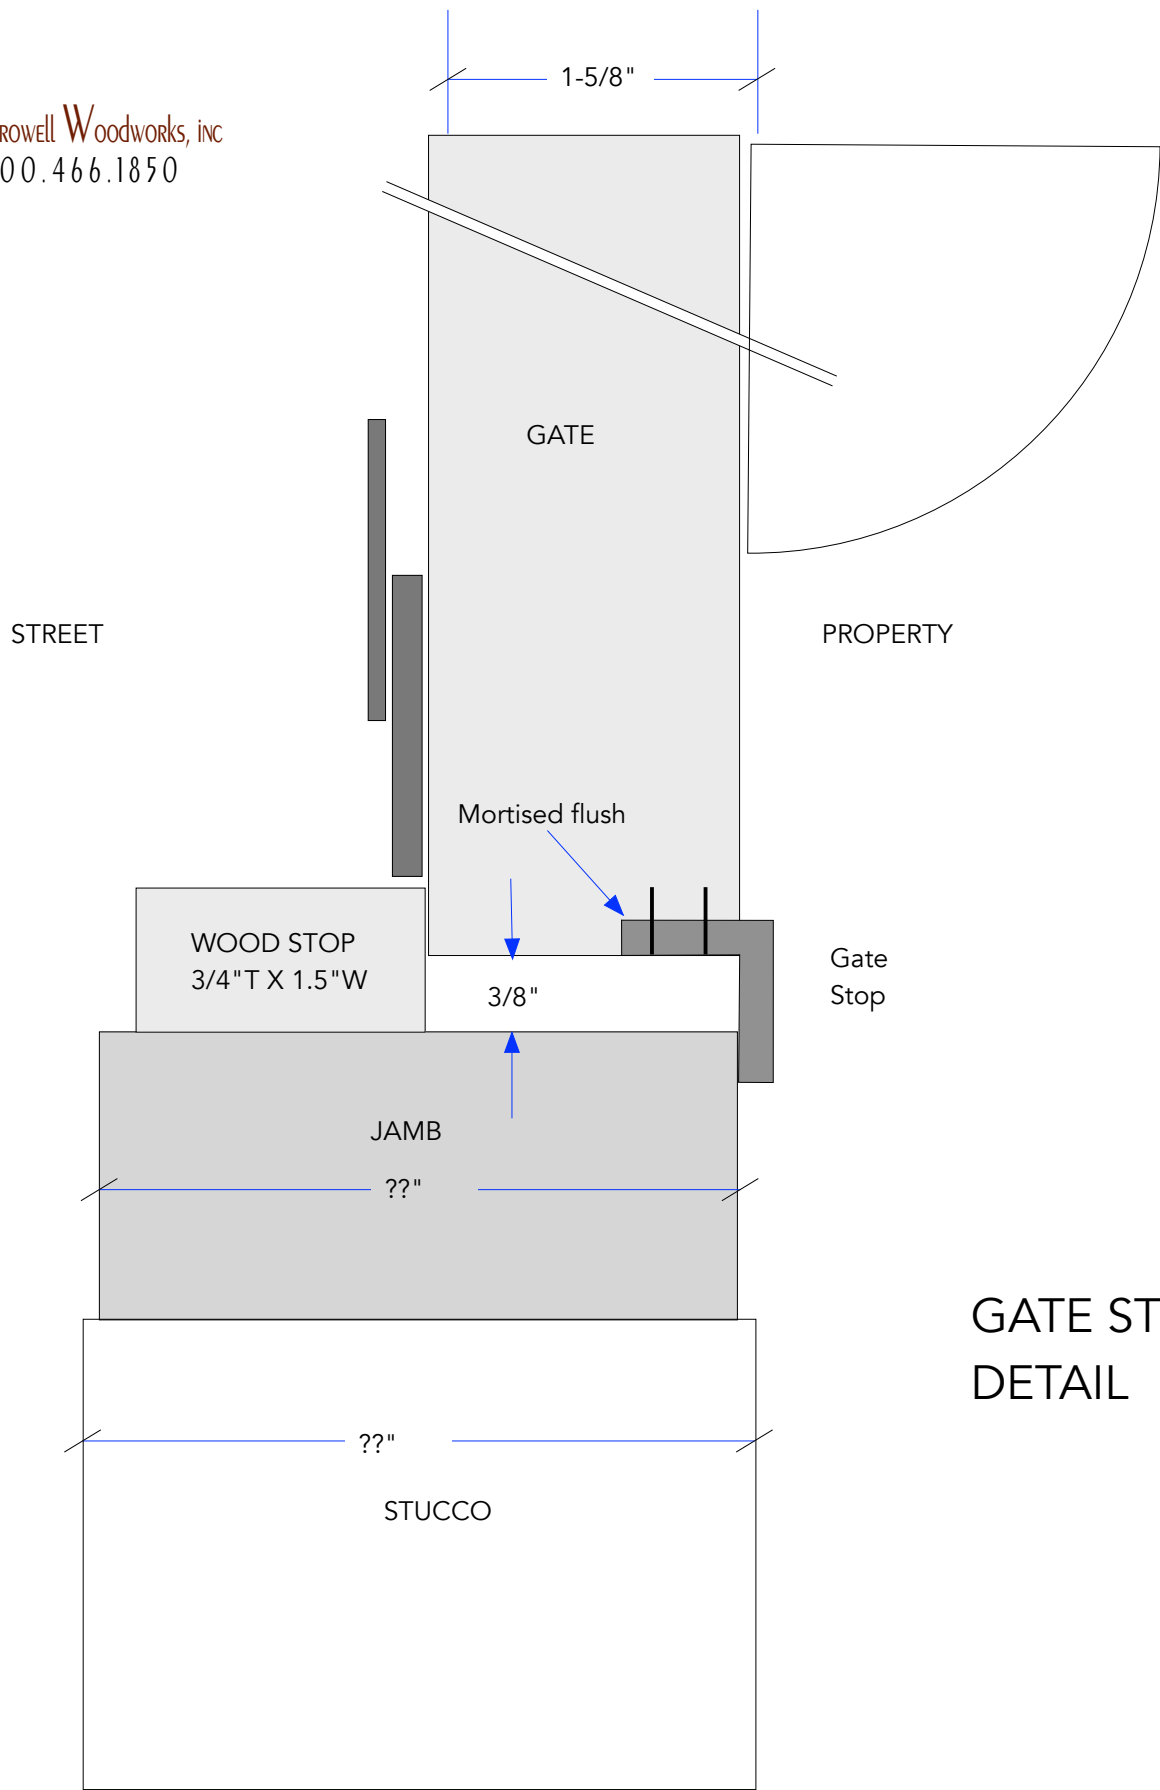 1-5/8"
rowell Woodworks, inc
00.466.1850
GATE
STREET
PROPERTY
Mortised flush
WOOD STOP
3/4"T X 1.5"W
Gate
Stop
3/8"
JAMB
??"
GATE ST
DETAIL
??"
STUCCO